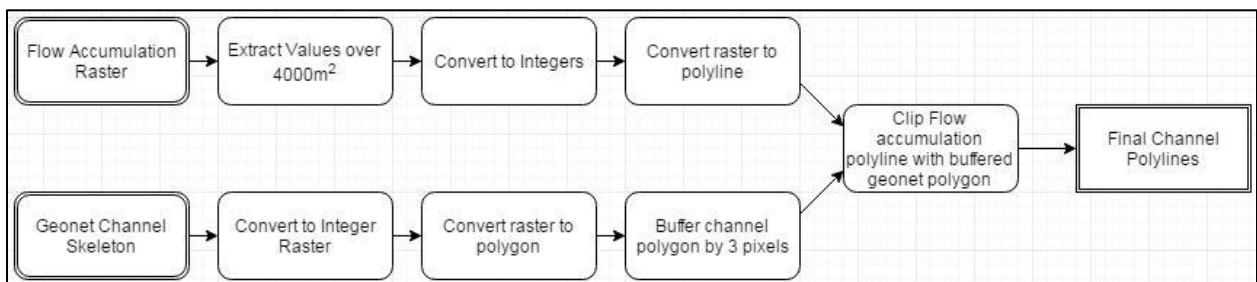 Flow Accumulation
Raster
Extract Values over
4000m²
Convert to Integers
Convert raster to
polyline
Clip Flow
accumulation
polyline with buffered
geonet polygon
Final Channel
Polylines
Geonet Channel
Skeleton
Convert to Integer
Raster
Convert raster to
polygon
Buffer channel
polygon by 3 pixels